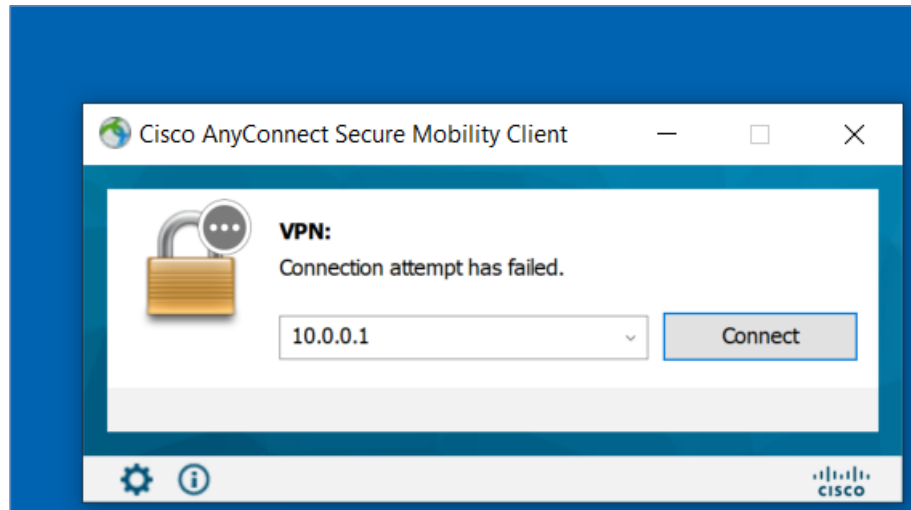 Cisco AnyConnect Secure Mobility Client
VPN:
Connection attempt has failed.
10.0.0.1
Connect
CISCO